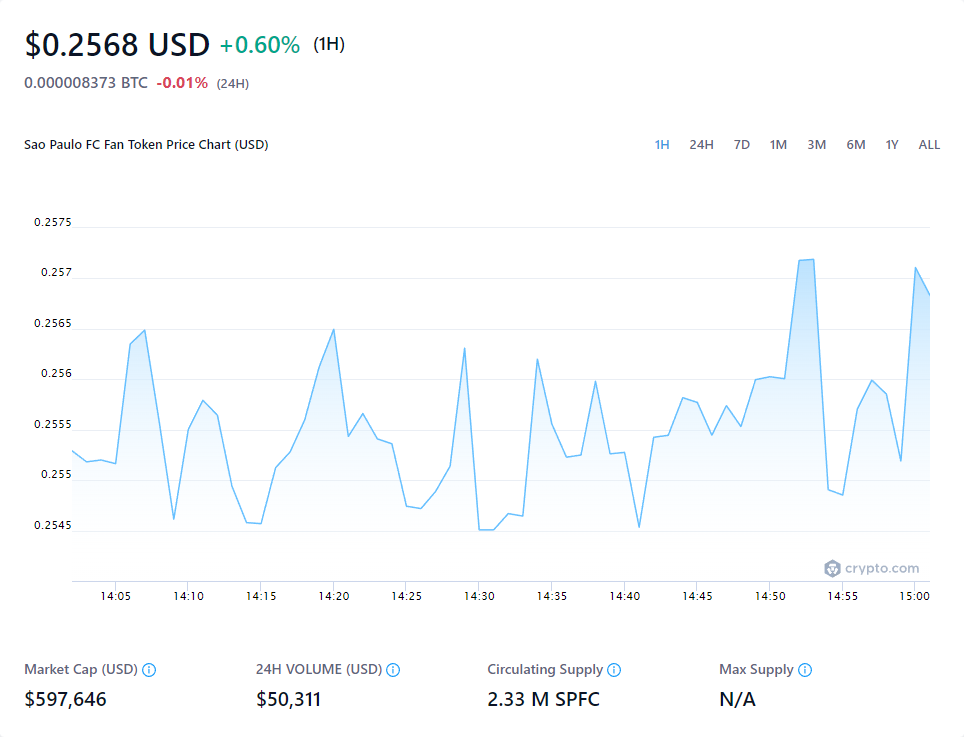 $0.2568 USD +0.60% (1H)
0.000008373 BTC -0.01% (24H)
Sao Paulo FC Fan Token Price Chart (USD) 1H 24H 7D 1M 3M 6M 1Y ALL
0.2575
0.257
0.2565
0.256
0.2555
0.255
0.2545
crypto.com
14:05 14:10 14:15 14:20 14:25 14:30 14:35 14:40 14:45 14:50 14:55 15:00
Market Cap (USD) 24H VOLUME (USD) Circulating Supply Max Supply
$597,646 $50,311 2.33 M SPFC N/A